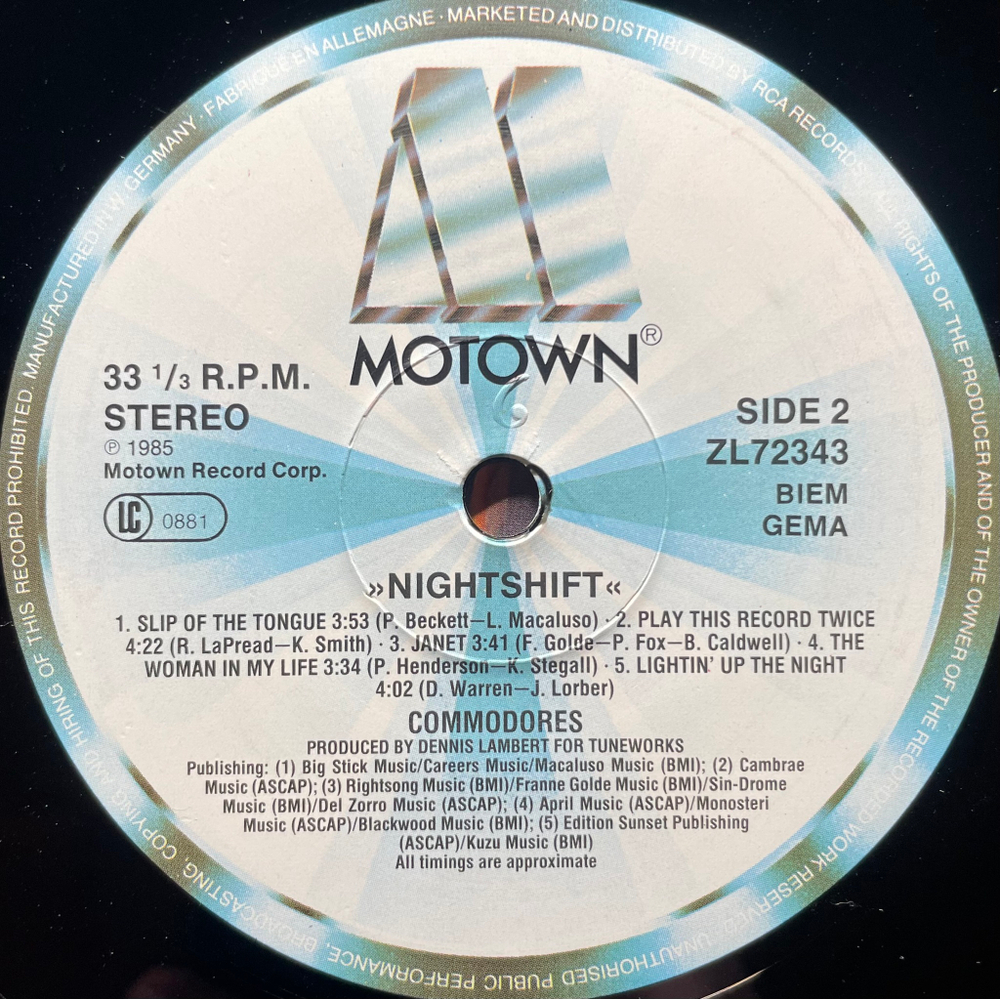 MANUFACTURED IN W. GERMANY · FABRIQUE EN ALLEMAGNE · MARKETED AND DISTRIBUTED BY RCA RECORDS. ALL RIGHTS OF THE PRODUCER AND OF THE OWNER OF THE RECORDED WORK RESERVED. UNAUTHORISED PUBLIC PERFORMANCE, BROADCASTING, COPYING AND HIRING OF THIS RECORD PROHIBITED.
MOTOWN®
33 1/3 R.P.M.
STEREO
℗ 1985
Motown Record Corp.
LC 0881
SIDE 2
ZL72343
BIEM
GEMA
»NIGHTSHIFT«
1. SLIP OF THE TONGUE 3:53 (P. Beckett—L. Macaluso) · 2. PLAY THIS RECORD TWICE
4:22 (R. LaPread—K. Smith) · 3. JANET 3:41 (F. Golde—P. Fox—B. Caldwell) · 4. THE
WOMAN IN MY LIFE 3:34 (P. Henderson—K. Stegall) · 5. LIGHTIN' UP THE NIGHT
4:02 (D. Warren—J. Lorber)
COMMODORES
PRODUCED BY DENNIS LAMBERT FOR TUNEWORKS
Publishing: (1) Big Stick Music/Careers Music/Macaluso Music (BMI); (2) Cambrae
Music (ASCAP); (3) Rightsong Music (BMI)/Franne Golde Music (BMI)/Sin-Drome
Music (BMI)/Del Zorro Music (ASCAP); (4) April Music (ASCAP)/Monosteri
Music (ASCAP)/Blackwood Music (BMI); (5) Edition Sunset Publishing
(ASCAP)/Kuzu Music (BMI)
All timings are approximate